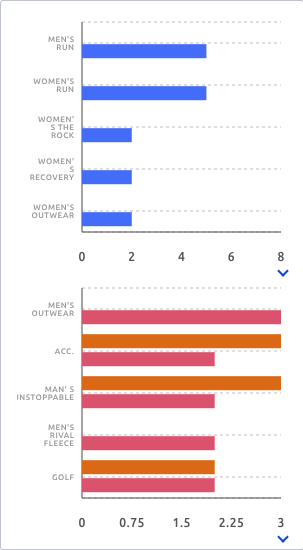 MEN'S
RUN
WOMEN'S
RUN
WOMEN'
S THE
ROCK
WOMEN'
S
RECOVERY
WOMEN'S
OUTWEAR
0 2 4 6 8
MEN'S
OUTWEAR
ACC.
MAN' S
INSTOPPABLE
MEN'S
RIVAL
FLEECE
GOLF
0 0.75 1.5 2.25 3